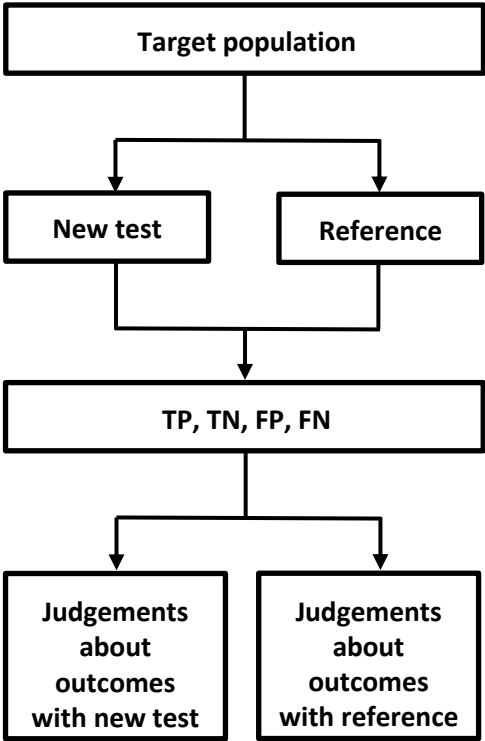 Target population
New test
Reference
TP, TN, FP, FN
Judgements
about
outcomes
with new test
Judgements
about
outcomes
with reference